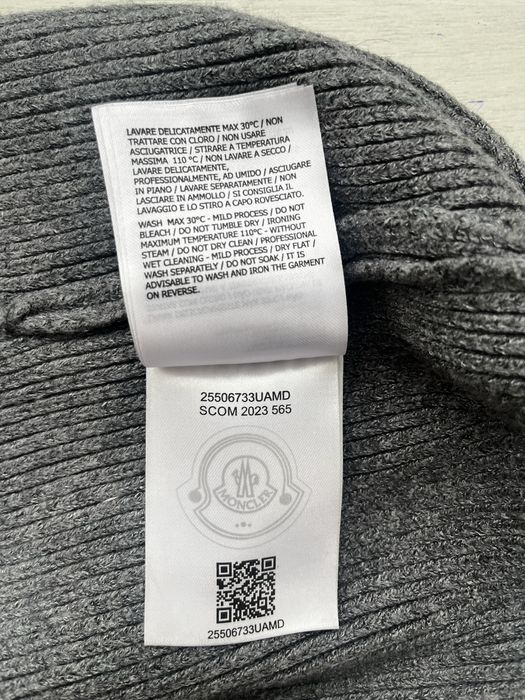 LAVARE DELICATAMENTE MAX 30°C / NON
TRATTARE CON CLORO / NON USARE
ASCIUGATRICE / STIRARE A TEMPERATURA
MASSIMA 110 °C / NON LAVARE A SECCO /
LAVARE DELICATAMENTE,
PROFESSIONALMENTE, AD UMIDO / ASCIUGARE
IN PIANO / LAVARE SEPARATAMENTE / NON
LASCIARE IN AMMOLLO / SI CONSIGLIA IL
LAVAGGIO E LO STIRO A CAPO ROVESCIATO.
WASH MAX 30°C - MILD PROCESS / DO NOT
BLEACH / DO NOT TUMBLE DRY / IRONING
MAXIMUM TEMPERATURE 110°C - WITHOUT
STEAM / DO NOT DRY CLEAN / PROFESSIONAL
WET CLEANING - MILD PROCESS / DRY FLAT /
WASH SEPARATELY / DO NOT SOAK / IT IS
ADVISABLE TO WASH AND IRON THE GARMENT
ON REVERSE.
25506733UAMD
SCOM 2023 565
MONCLER
25506733UAMD